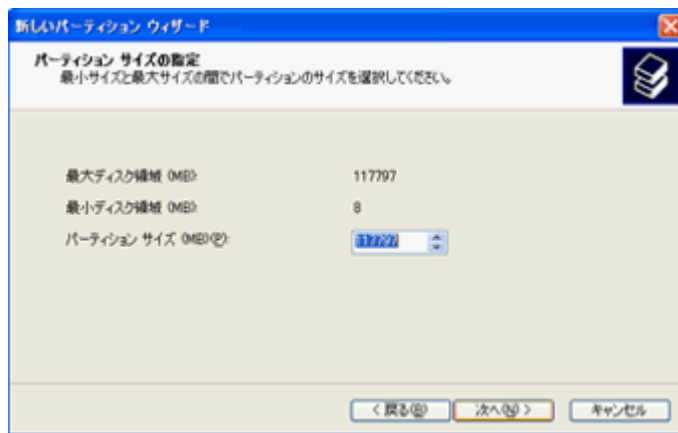 新しいパーティション ウィザード
パーティション サイズの指定
最小サイズと最大サイズの間でパーティションのサイズを選択してください。
最大ディスク領域 (MB): 117797
最小ディスク領域 (MB): 8
パーティション サイズ (MB)(P): 117797
< 戻る(B)
次へ(N) >
キャンセル